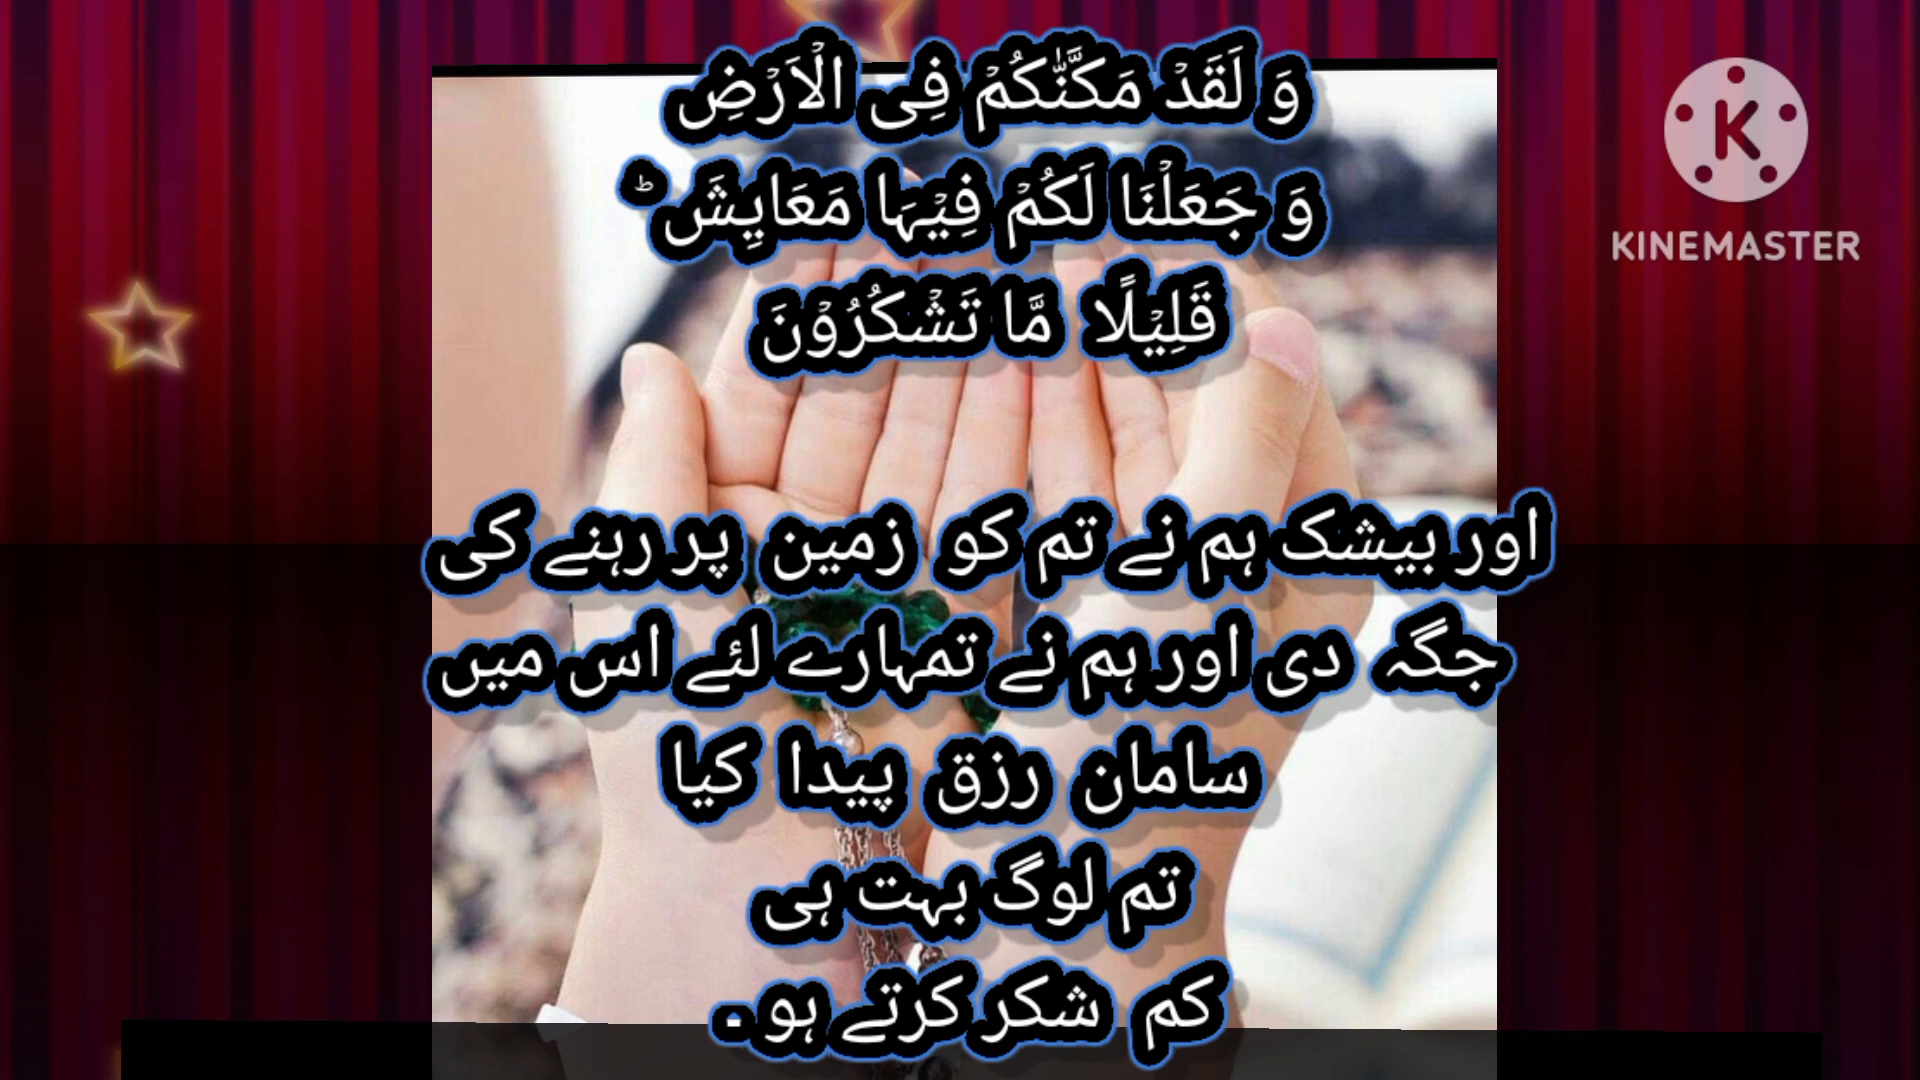 وَ لَقَدۡ مَکَّنّٰکُمۡ فِی الۡاَرۡضِ
وَ جَعَلۡنَا لَکُمۡ فِیۡہَا مَعَایِشَ ؕ
قَلِیۡلًا مَّا تَشۡکُرُوۡنَ
KINEMASTER
اور بیشک ہم نے تم کو زمین پر رہنے کی
جگہ دی اور ہم نے تمہارے لئے اس میں
سامان رزق پیدا کیا
تم لوگ بہت ہی
کم شکر کرتے ہو ۔